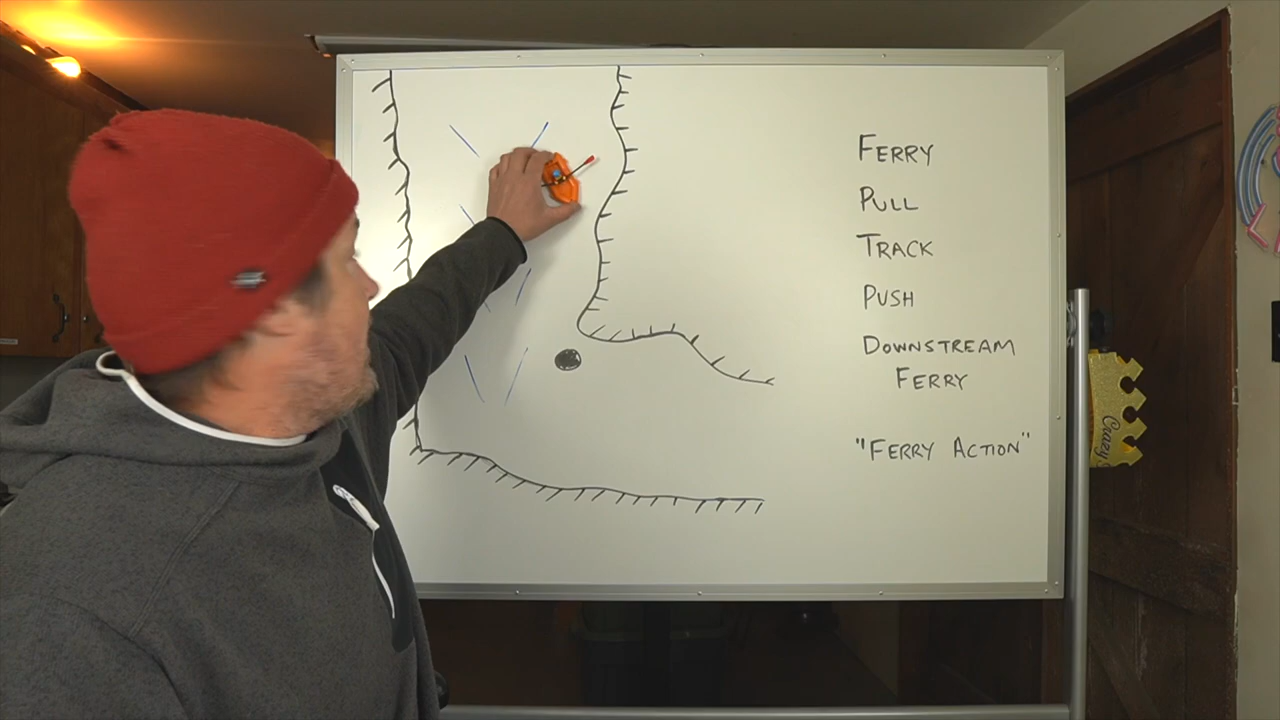 FERRY
PULL
TRACK
PUSH
DOWNSTREAM
FERRY
"FERRY ACTION"